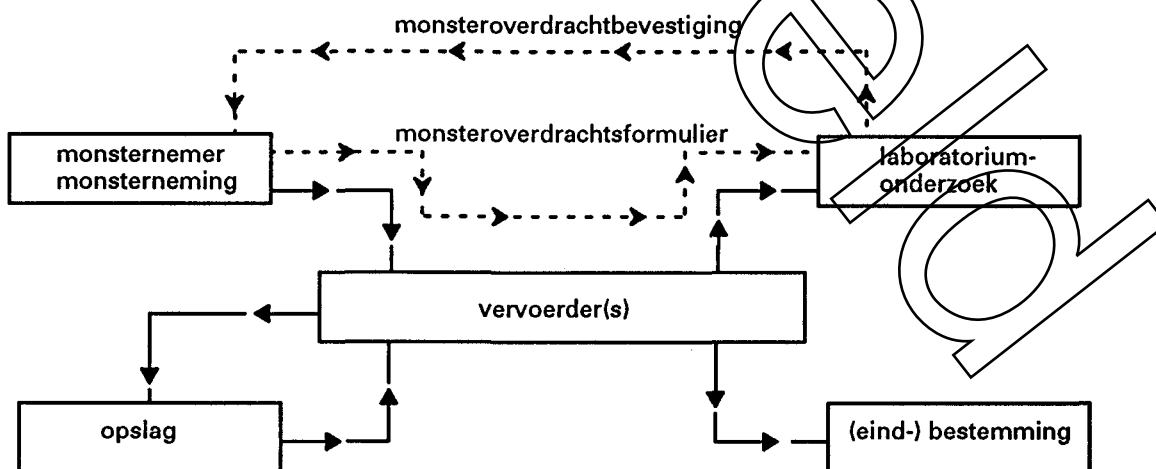 monsteroverdrachtbevestiging
monsteroverdrachtsformulier
monsternemer
monsterneming
laboratorium-
onderzoek
vervoerder(s)
opslag
(eind-) bestemming